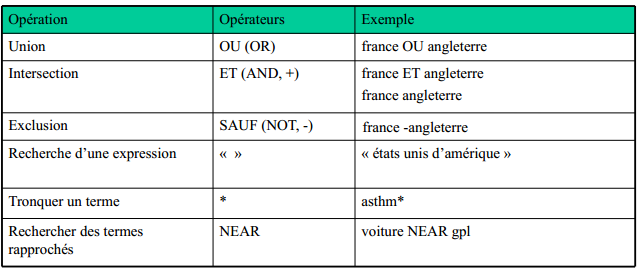 Opération Opérateurs Exemple
Union OU (OR) france OU angleterre
Intersection ET (AND, +) france ET angleterre
france angleterre
Exclusion SAUF (NOT, -) france -angleterre
Recherche d’une expression « » « états unis d’amérique »
Tronquer un terme * asthm*
Rechercher des termes NEAR voiture NEAR gpl
rapprochés